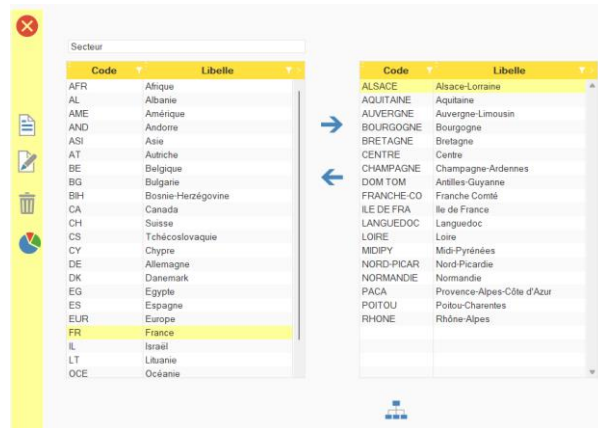 Secteur
Code Libelle
AFR Afrique
AL Albanie
AME Amérique
AND Andorre
ASI Asie
AT Autriche
BE Belgique
BG Bulgarie
BIH Bosnie-Herzégovine
CA Canada
CH Suisse
CS Tchécoslovaquie
CY Chypre
DE Allemagne
DK Danemark
EG Egypte
ES Espagne
EUR Europe
FR France
IL Israël
LT Lituanie
OCE Océanie
Code Libelle
ALSACE Alsace-Lorraine
AQUITAINE Aquitaine
AUVERGNE Auvergne-Limousin
BOURGOGNE Bourgogne
BRETAGNE Bretagne
CENTRE Centre
CHAMPAGNE Champagne-Ardennes
DOM TOM Antilles-Guyanne
FRANCHE-CO Franche Comté
ILE DE FRA Ile de France
LANGUEDOC Languedoc
LOIRE Loire
MIDIPY Midi-Pyrénées
NORD-PICAR Nord-Picardie
NORMANDIE Normandie
PACA Provence-Alpes-Côte d'Azur
POITOU Poitou-Charentes
RHONE Rhône-Alpes